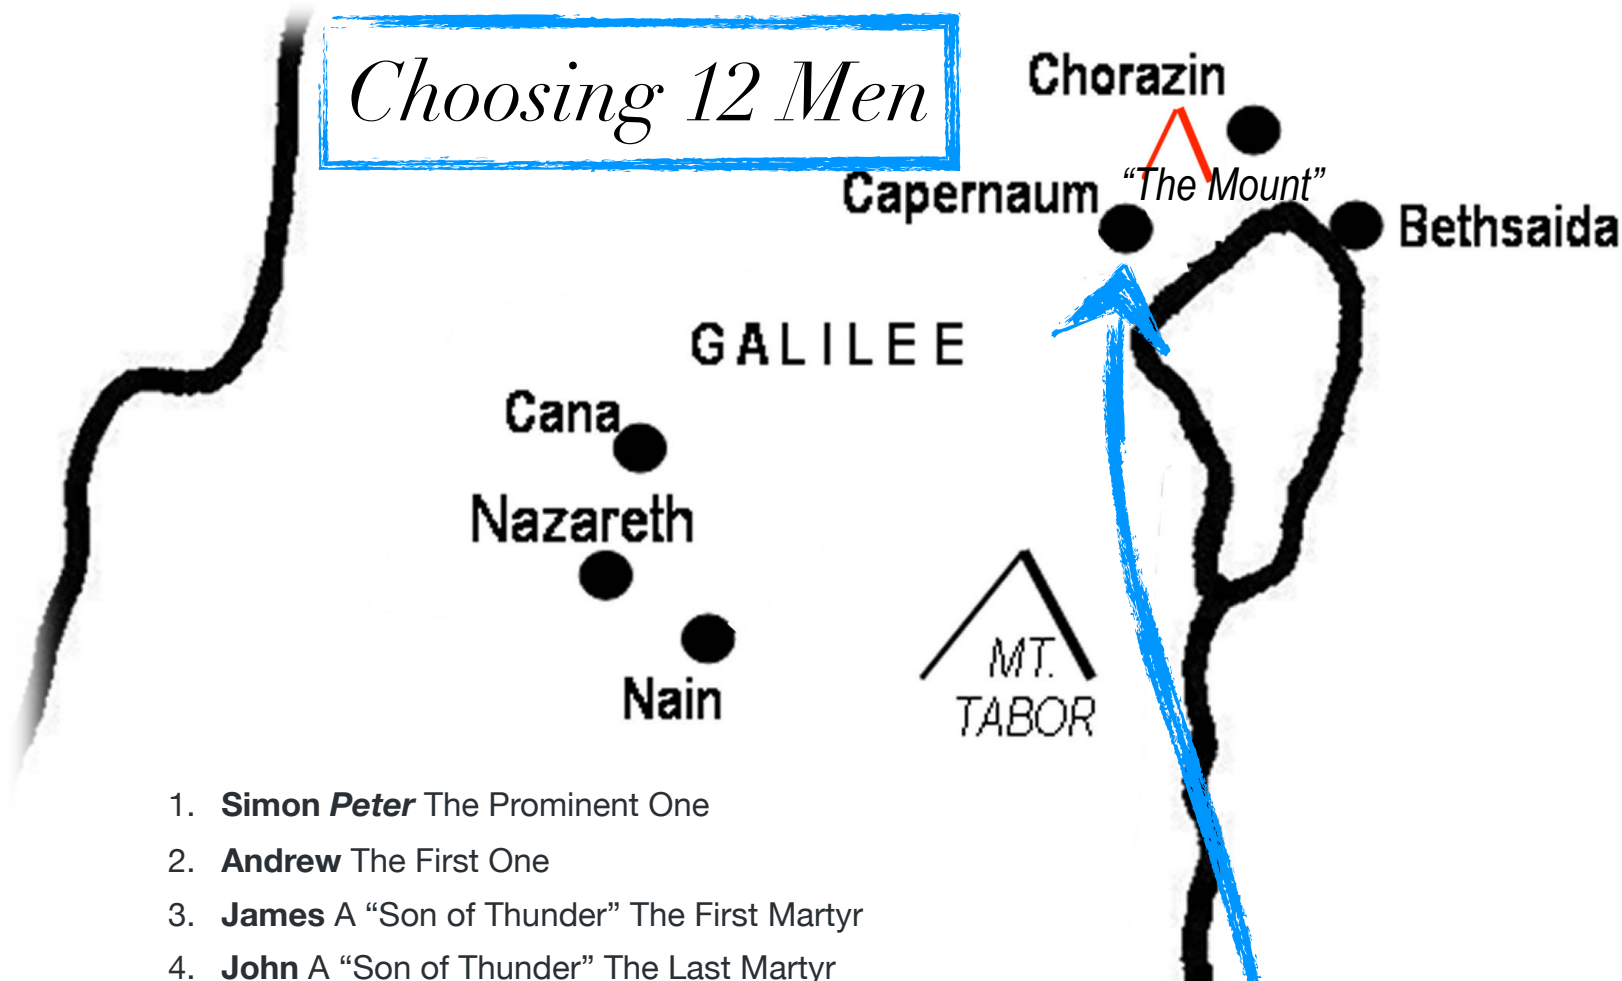 Choosing 12 Men
Chorazin
“The Mount”
Capernaum
Bethsaida
GALILEE
Cana
Nazareth
Nain
MT.
TABOR
1. Simon Peter The Prominent One
2. Andrew The First One
3. James A “Son of Thunder” The First Martyr
4. John A “Son of Thunder” The Last Martyr